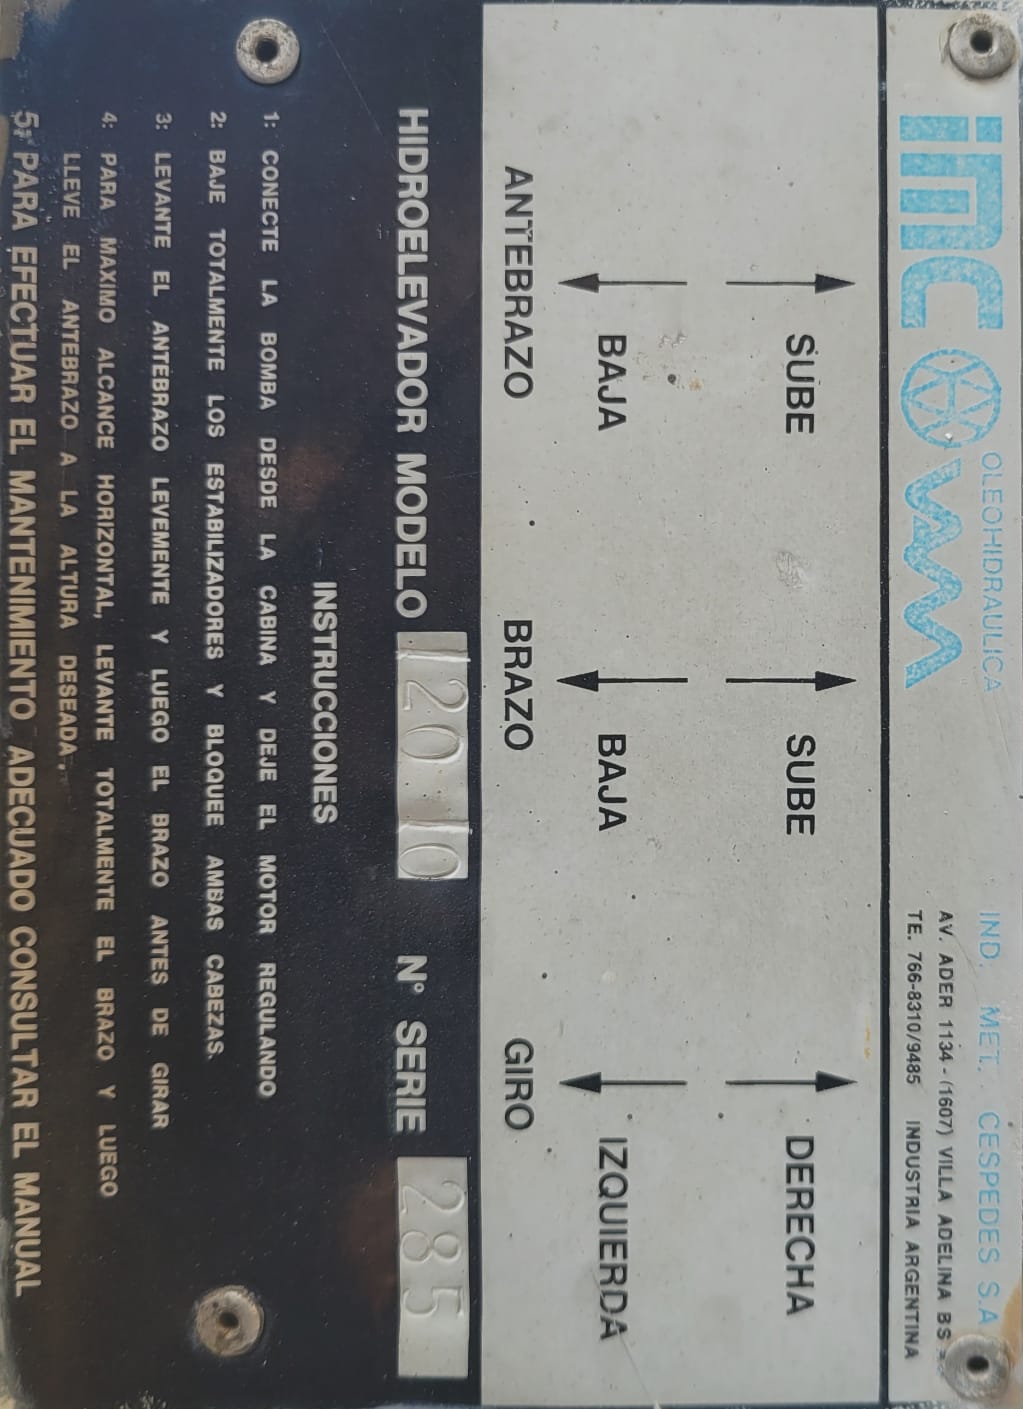 OLEOHIDRAULICA
IND. MET. CESPEDES S.A
AV. ADER 1134 - (1607) VILLA ADELINA BS
TE. 766-8310/9485 INDUSTRIA ARGENTINA
SUBE SUBE DERECHA
BAJA BAJA IZQUIERDA
ANTEBRAZO BRAZO GIRO
HIDROELEVADOR MODELO 12010 Nº SERIE 285
INSTRUCCIONES
1: CONECTE LA BOMBA DESDE LA CABINA Y DEJE EL MOTOR REGULANDO
2: BAJE TOTALMENTE LOS ESTABILIZADORES Y BLOQUEE AMBAS CABEZAS.
3: LEVANTE EL ANTEBRAZO LEVEMENTE Y LUEGO EL BRAZO ANTES DE GIRAR
4: PARA MAXIMO ALCANCE HORIZONTAL, LEVANTE TOTALMENTE EL BRAZO Y LUEGO
LLEVE EL ANTEBRAZO A LA ALTURA DESEADA,
5: PARA EFECTUAR EL MANTENIMIENTO ADECUADO CONSULTAR EL MANUAL